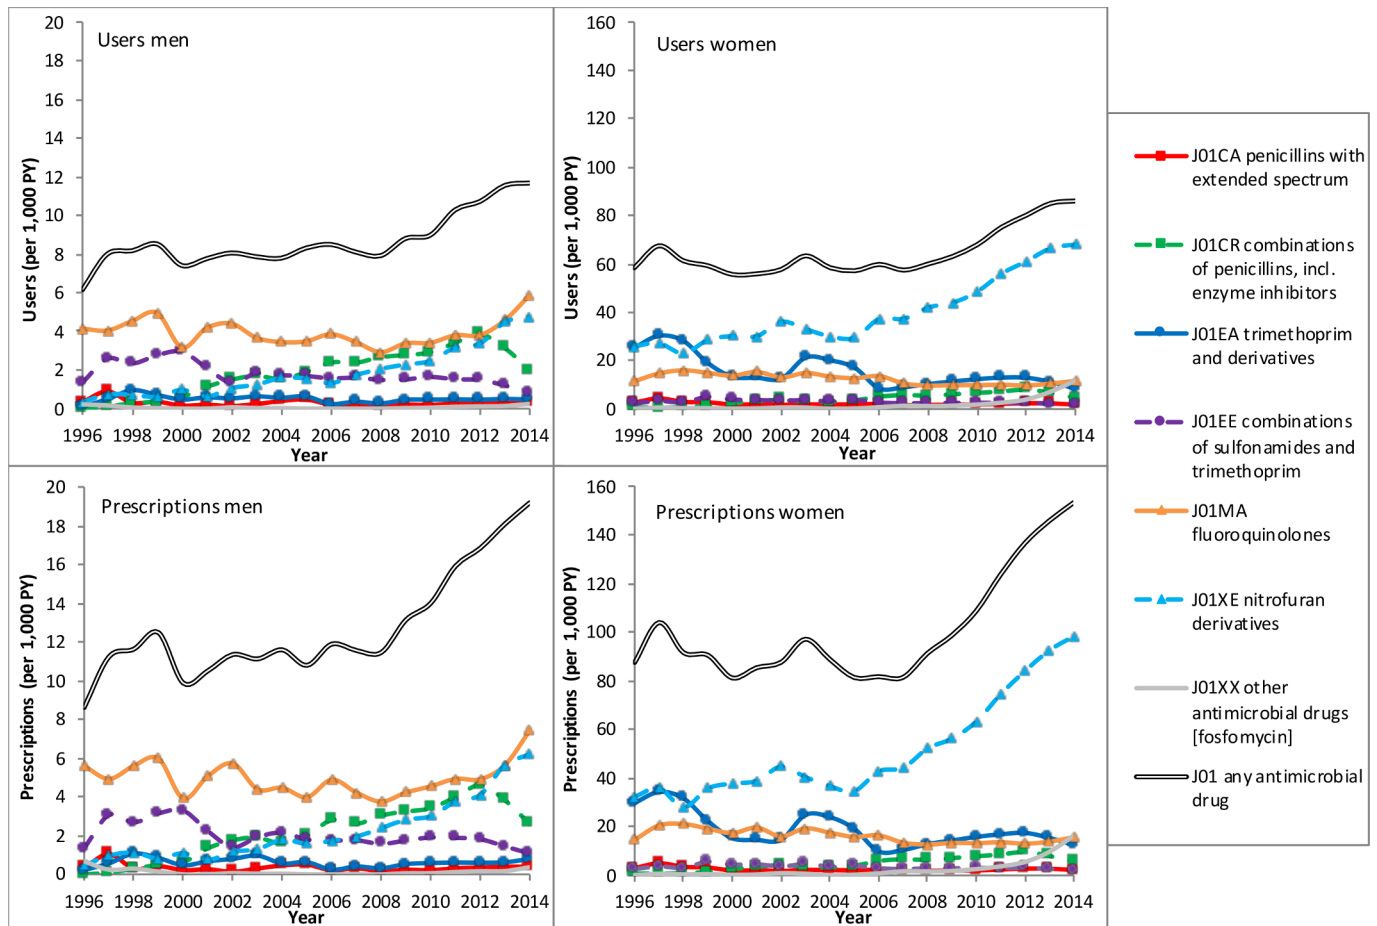 Users men
Users (per 1,000 PY)
20
18
16
14
12
10
8
6
4
2
0
1996 1998 2000 2002 2004 2006 2008 2010 2012 2014
Year
Users women
Users (per 1,000 PY)
160
140
120
100
80
60
40
20
0
1996 1998 2000 2002 2004 2006 2008 2010 2012 2014
Year
Prescriptions men
Prescriptions (per 1,000 PY)
20
18
16
14
12
10
8
6
4
2
0
1996 1998 2000 2002 2004 2006 2008 2010 2012 2014
Year
Prescriptions women
Prescriptions (per 1,000 PY)
160
140
120
100
80
60
40
20
0
1996 1998 2000 2002 2004 2006 2008 2010 2012 2014
Year
J01CA penicillins with
extended spectrum
J01CR combinations
of penicillins, incl.
enzyme inhibitors
J01EA trimethoprim
and derivatives
J01EE combinations
of sulfonamides and
trimethoprim
J01MA
fluoroquinolones
J01XE nitrofuran
derivatives
J01XX other
antimicrobial drugs
[fosfomycin]
J01 any antimicrobial
drug